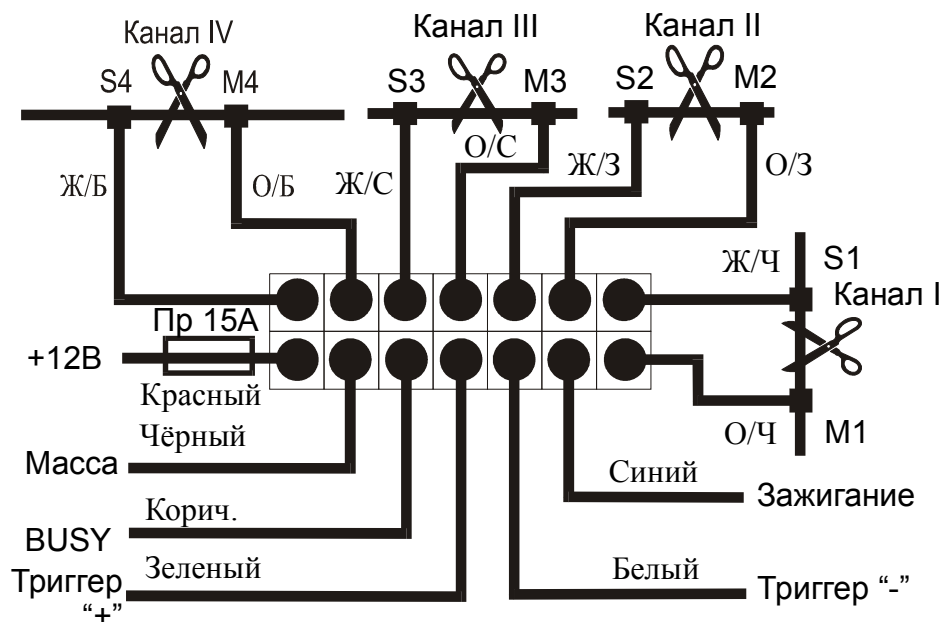 Канал IV
Канал III
Канал II
S4
M4
S3
M3
S2
M2
Ж/Б
О/Б
Ж/С
О/С
Ж/З
О/З
Ж/Ч
S1
Канал I
Пр 15А
+12В
Красный
Чёрный
О/Ч
M1
Масса
Синий
Зажигание
Корич.
BUSY
Зеленый
Триггер
“+”
Белый
Триггер “-”